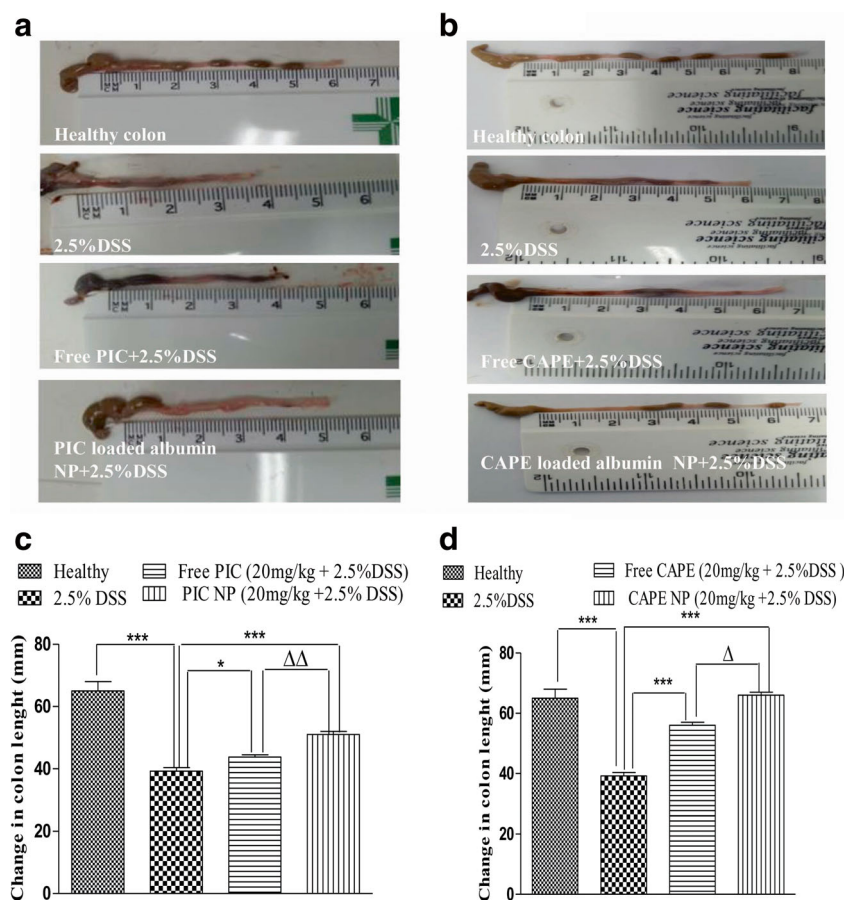 a
Healthy colon
2.5%DSS
Free PIC+2.5%DSS
PIC loaded albumin
NP+2.5%DSS
b
facilitating science
Healthy colon
2.5%DSS
Free CAPE+2.5%DSS
CAPE loaded albumin NP+2.5%DSS
c
Healthy
Free PIC (20mg/kg + 2.5%DSS)
2.5% DSS
PIC NP (20mg/kg +2.5% DSS)
Change in colon lenght (mm)
80
60
40
20
0
***
***
*
ΔΔ
d
Healthy
Free CAPE (20mg/kg + 2.5%DSS )
2.5%DSS
CAPE NP (20mg/kg +2.5% DSS)
Change in colon lenght (mm)
80
60
40
20
0
***
***
***
Δ